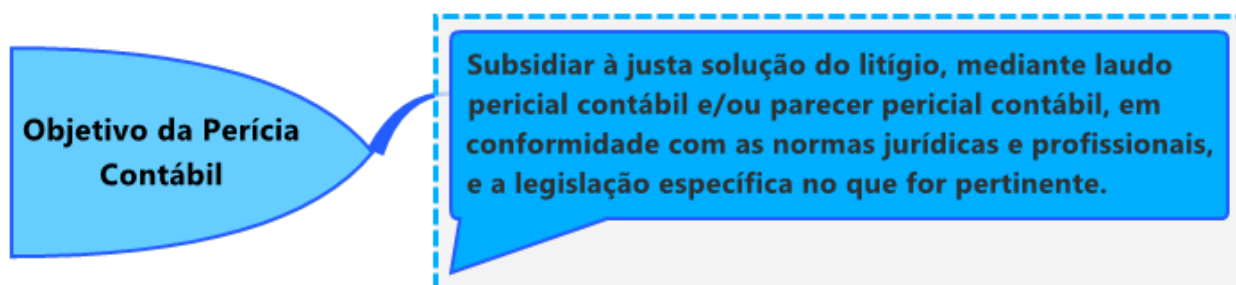 Objetivo da Perícia
Contábil
Subsidiar à justa solução do litígio, mediante laudo
pericial contábil e/ou parecer pericial contábil, em
conformidade com as normas jurídicas e profissionais,
e a legislação específica no que for pertinente.